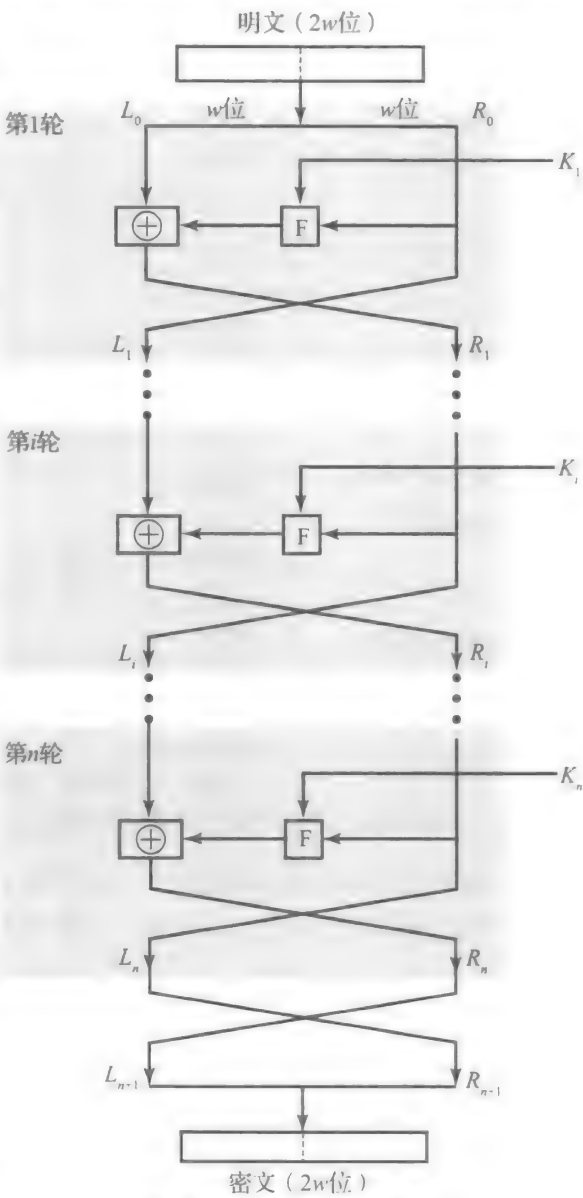 明文（2w位）
第1轮
L₀ w位 w位 R₀
K₁
F
L₁ R₁
第i轮
Kᵢ
F
Lᵢ Rᵢ
第n轮
Kₙ
F
Lₙ Rₙ
Lₙ₊₁ Rₙ₊₁
密文（2w位）